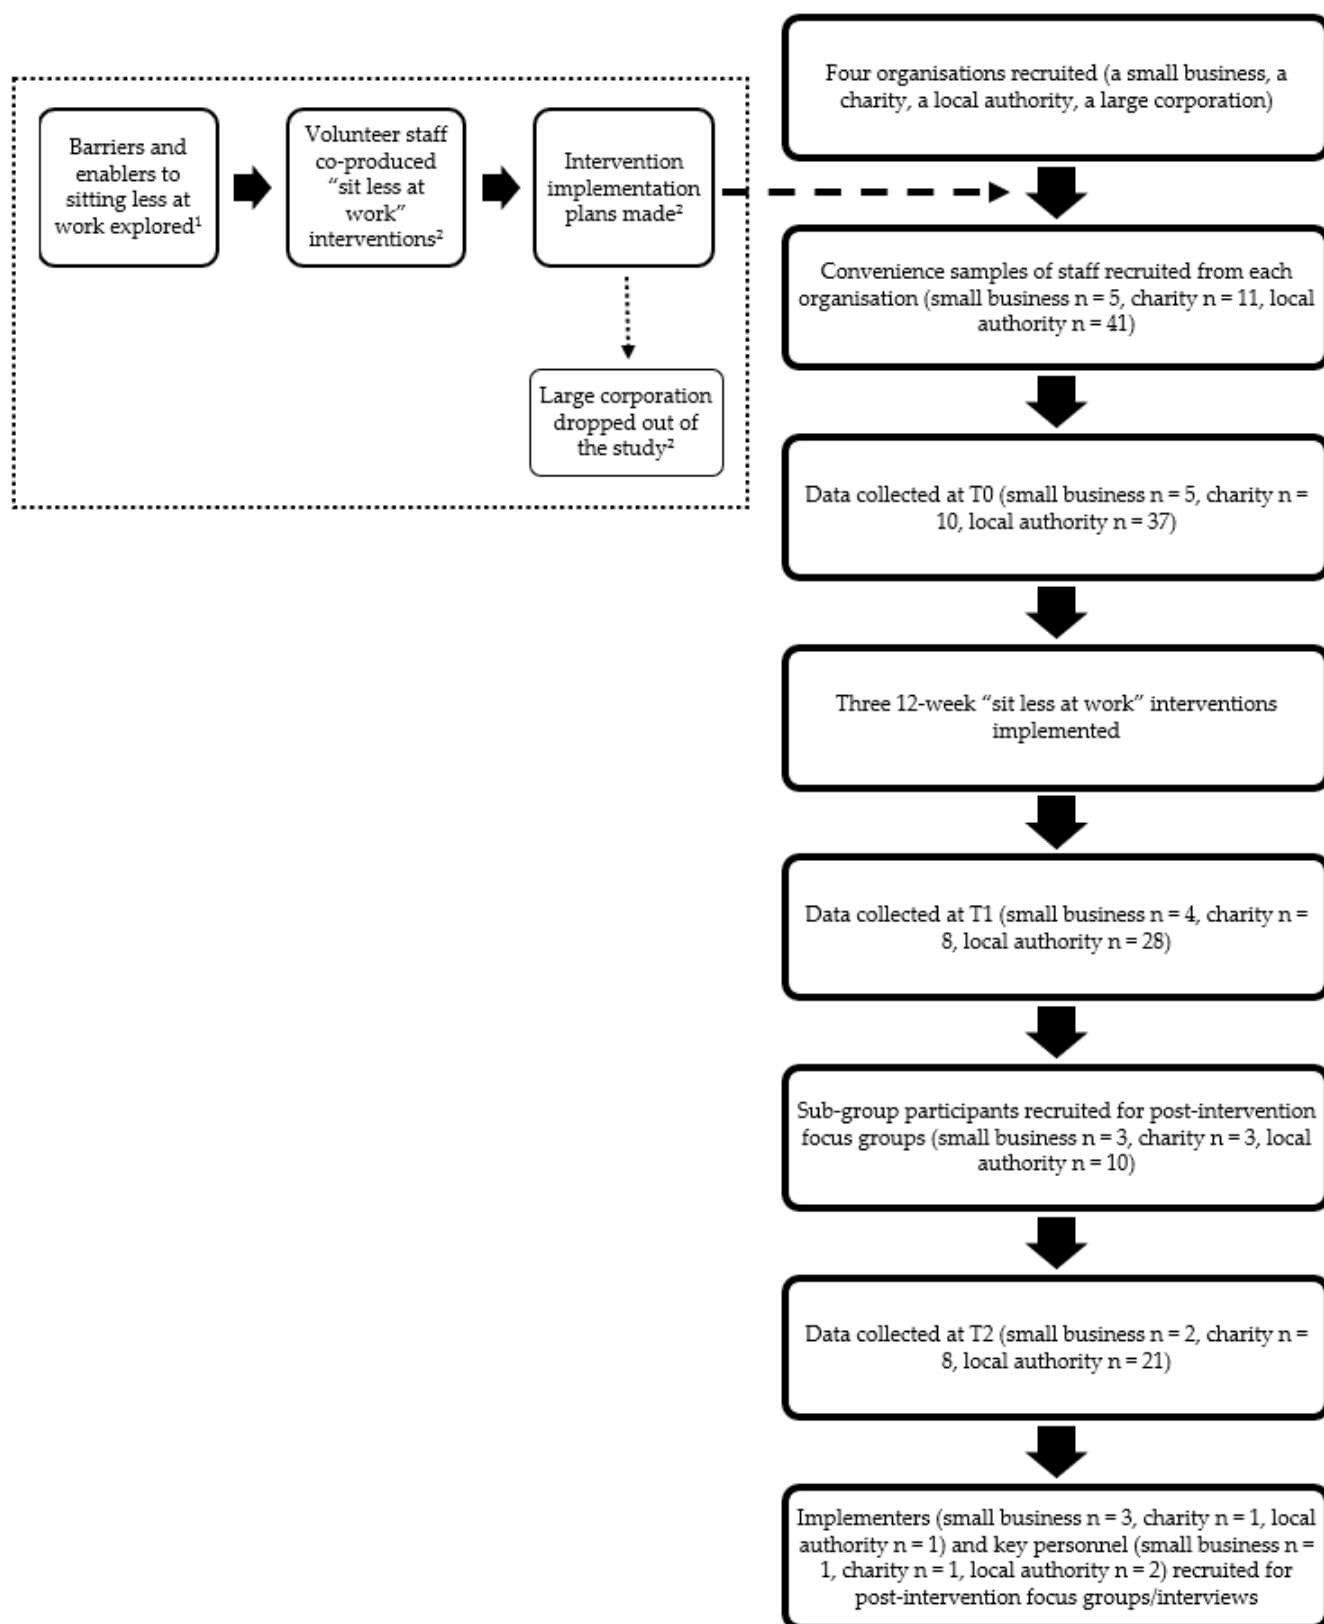 Four organisations recruited (a small business, a
charity, a local authority, a large corporation)
Barriers and
enablers to
sitting less at
work explored¹
Volunteer staff
co-produced
“sit less at
work”
interventions²
Intervention
implementation
plans made²
Large corporation
dropped out of
the study²
Convenience samples of staff recruited from each
organisation (small business n = 5, charity n = 11, local
authority n = 41)
Data collected at T0 (small business n = 5, charity n =
10, local authority n = 37)
Three 12-week “sit less at work” interventions
implemented
Data collected at T1 (small business n = 4, charity n =
8, local authority n = 28)
Sub-group participants recruited for post-intervention
focus groups (small business n = 3, charity n = 3, local
authority n = 10)
Data collected at T2 (small business n = 2, charity n =
8, local authority n = 21)
Implementers (small business n = 3, charity n = 1, local
authority n = 1) and key personnel (small business n =
1, charity n = 1, local authority n = 2) recruited for
post-intervention focus groups/interviews